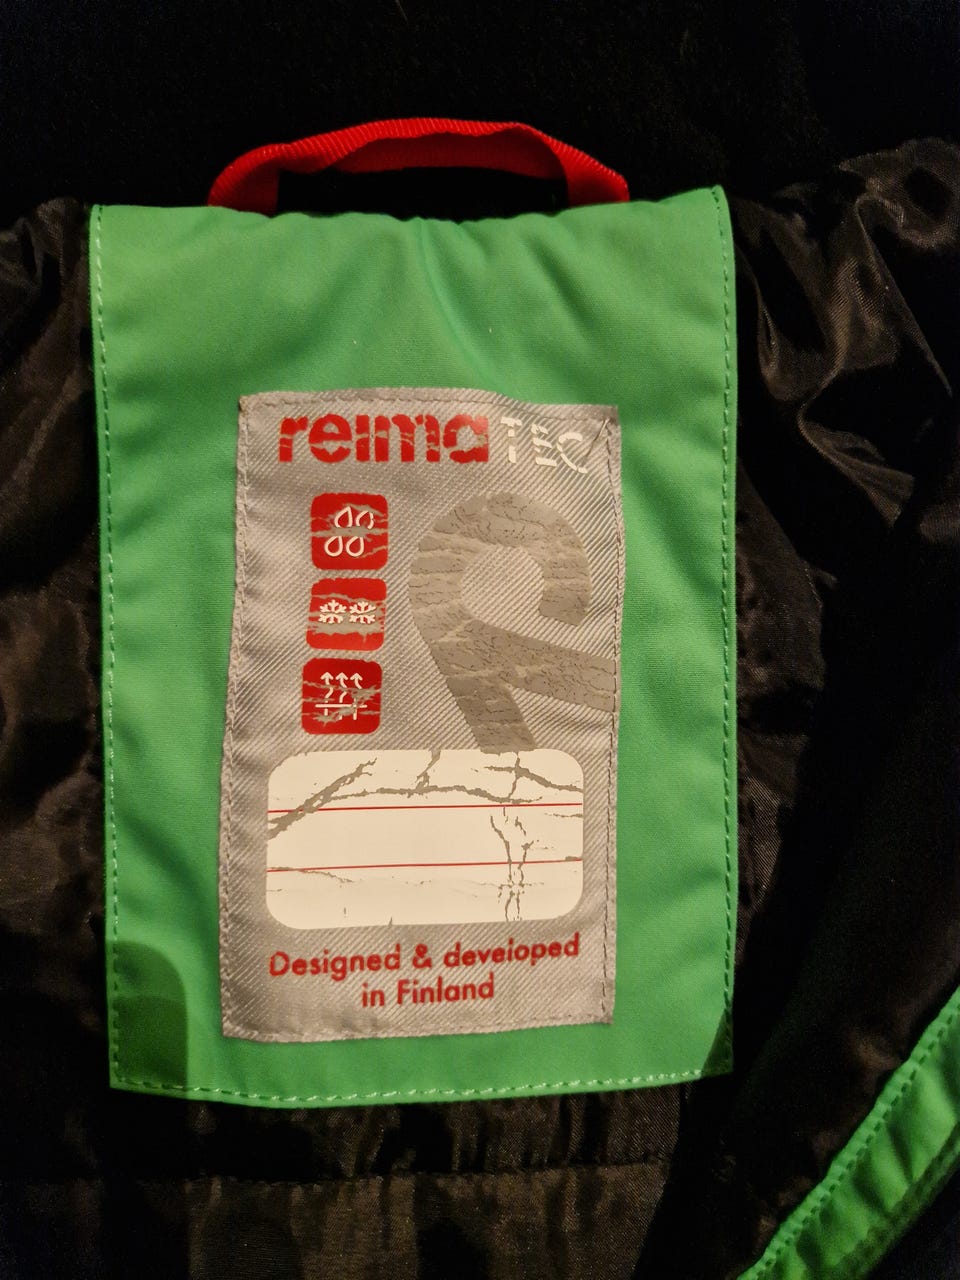 reima TEC
Designed & developed
in Finland